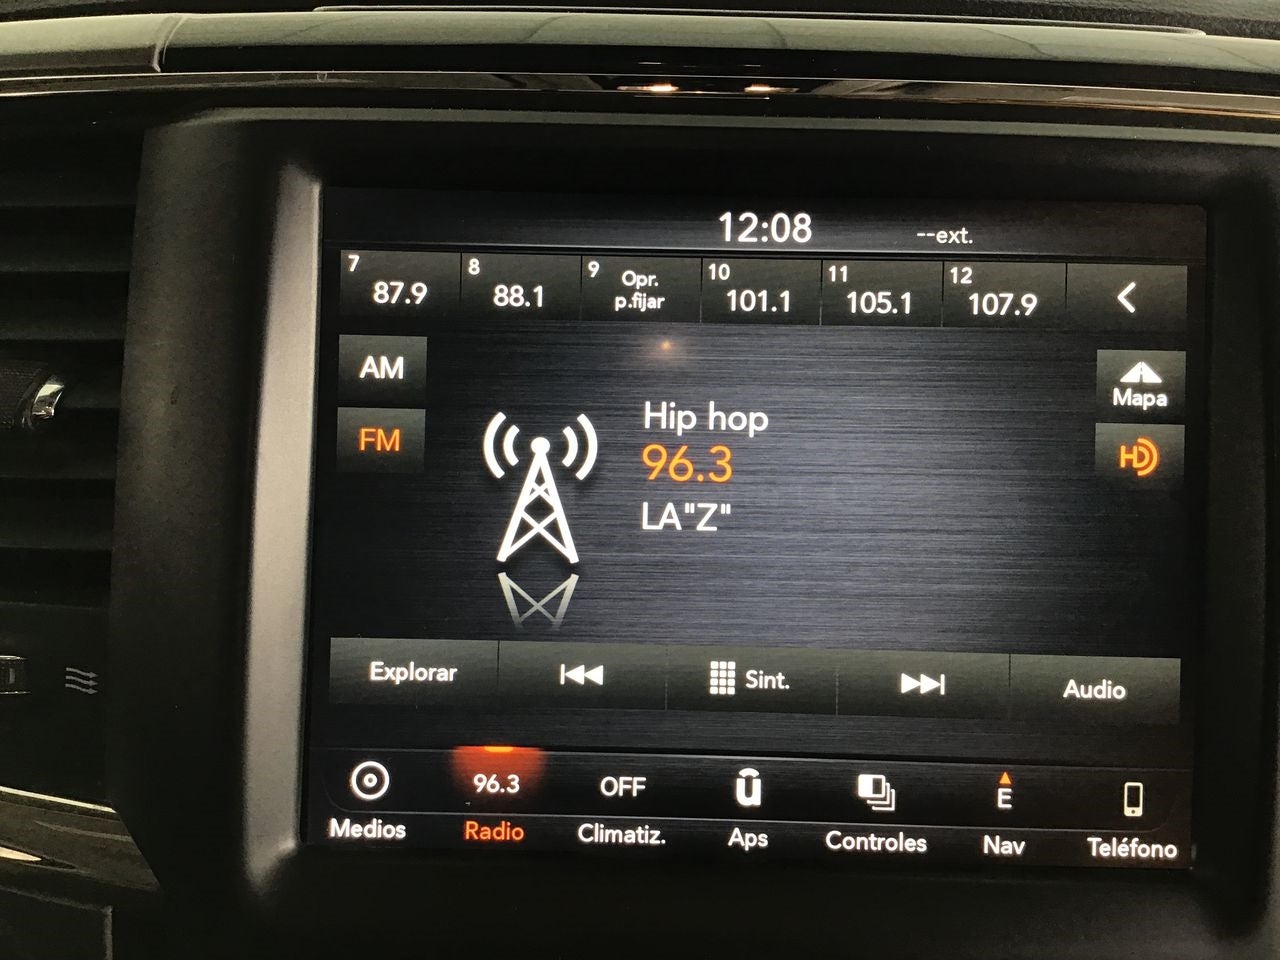 12:08
--ext.
7
87.9
8
88.1
9
Opr.
p.fijar
10
101.1
11
105.1
12
107.9
AM
FM
Hip hop
96.3
LA"Z"
Mapa
HD
Explorar
Sint.
Audio
96.3
OFF
E
Medios
Radio
Climatiz.
Aps
Controles
Nav
Teléfono